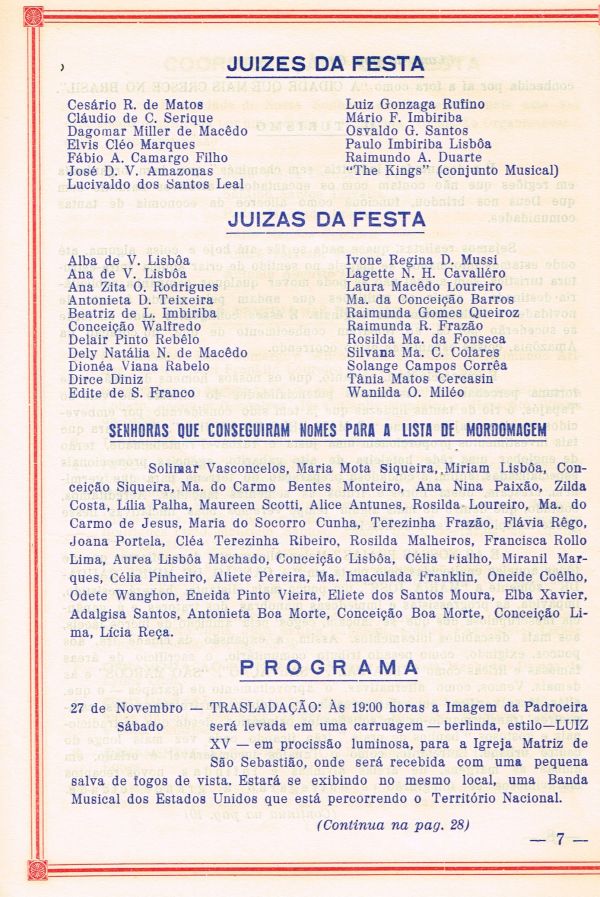 JUIZES DA FESTA
Cesário R. de Matos
Cláudio de C. Serique
Dagomar Miller de Macêdo
Elvis Cléo Marques
Fábio A. Camargo Filho
José D. V. Amazonas
Lucivaldo dos Santos Leal
Luiz Gonzaga Rufino
Mário F. Imbiriba
Osvaldo G. Santos
Paulo Imbiriba Lisbôa
Raimundo A. Duarte
"The Kings" (conjunto Musical)
JUIZAS DA FESTA
Alba de V. Lisbôa
Ana de V. Lisbôa
Ana Zita O. Rodrigues
Antonieta D. Teixeira
Beatriz de L. Imbiriba
Conceição Walfredo
Delair Pinto Rebêlo
Dely Natália N. de Macêdo
Dionéa Viana Rabelo
Dirce Diniz
Edite de S. Franco
Ivone Regina D. Mussi
Lagette N. H. Cavalléro
Laura Macêdo Loureiro
Ma. da Conceição Barros
Raimunda Gomes Queiroz
Raimunda R. Frazão
Rosilda Ma. da Fonseca
Silvana Ma. C. Colares
Solange Campos Corrêa
Tânia Matos Cercasin
Wanilda O. Miléo
SENHORAS QUE CONSEGUIRAM NOMES PARA A LISTA DE MORDOMAGEM
Solimar Vasconcelos, Maria Mota Siqueira, Miriam Lisbôa, Con-
ceição Siqueira, Ma. do Carmo Bentes Monteiro, Ana Nina Paixão, Zilda
Costa, Lília Palha, Maureen Scotti, Alice Antunes, Rosilda Loureiro, Ma. do
Carmo de Jesus, Maria do Socorro Cunha, Terezinha Frazão, Flávia Rêgo,
Joana Portela, Cléa Terezinha Ribeiro, Rosilda Malheiros, Francisca Rollo
Lima, Aurea Lisbôa Machado, Conceição Lisbôa, Célia Fialho, Miranil Mar-
ques, Célia Pinheiro, Aliete Pereira, Ma. Imaculada Franklin, Oneide Coêlho,
Odete Wanghon, Eneida Pinto Vieira, Eliete dos Santos Moura, Elba Xavier,
Adalgisa Santos, Antonieta Boa Morte, Conceição Boa Morte, Conceição Li-
ma, Lícia Reça.
PROGRAMA
27 de Novembro — TRASLADAÇÃO: Às 19:00 horas a Imagem da Padroeira
Sábado será levada em uma carruagem — berlinda, estilo—LUIZ
XV — em procissão luminosa, para a Igreja Matriz de
São Sebastião, onde será recebida com uma pequena
salva de fogos de vista. Estará se exibindo no mesmo local, uma Banda
Musical dos Estados Unidos que está percorrendo o Território Nacional.
(Continua na pag. 28)
— 7 —